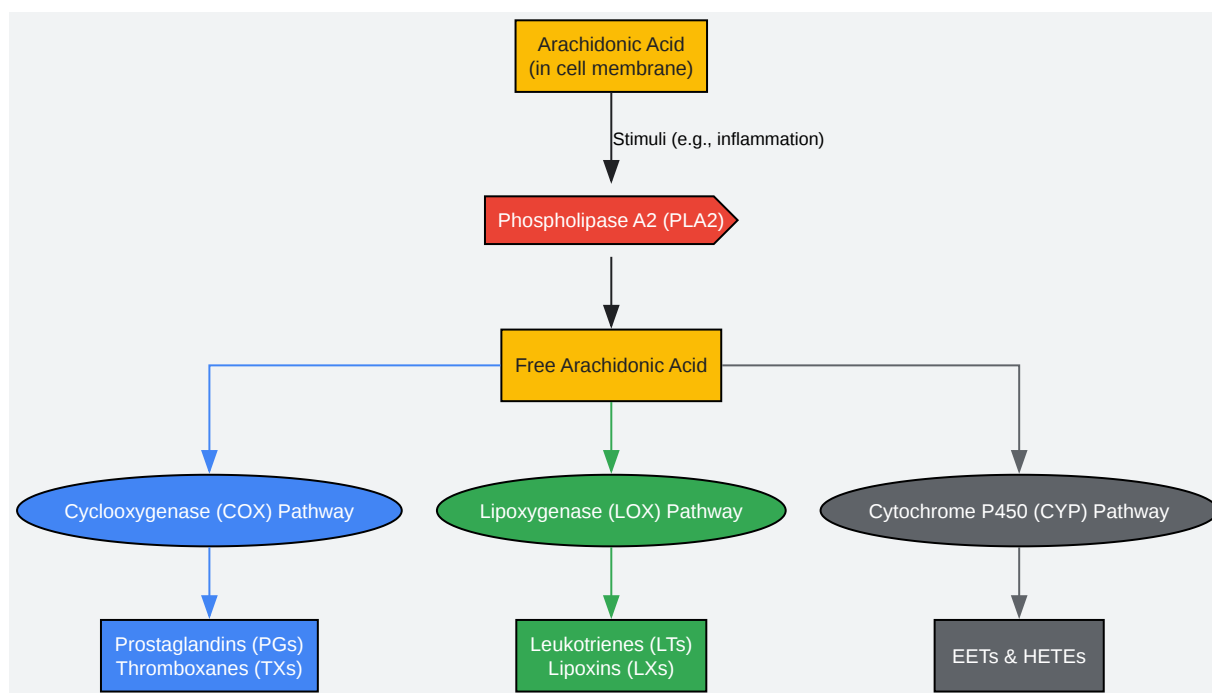 Arachidonic Acid
(in cell membrane)
Stimuli (e.g., inflammation)
Phospholipase A2 (PLA2)
Free Arachidonic Acid
Cyclooxygenase (COX) Pathway
Lipoxygenase (LOX) Pathway
Cytochrome P450 (CYP) Pathway
Prostaglandins (PGs)
Thromboxanes (TXs)
Leukotrienes (LTs)
Lipoxins (LXs)
EETs & HETEs